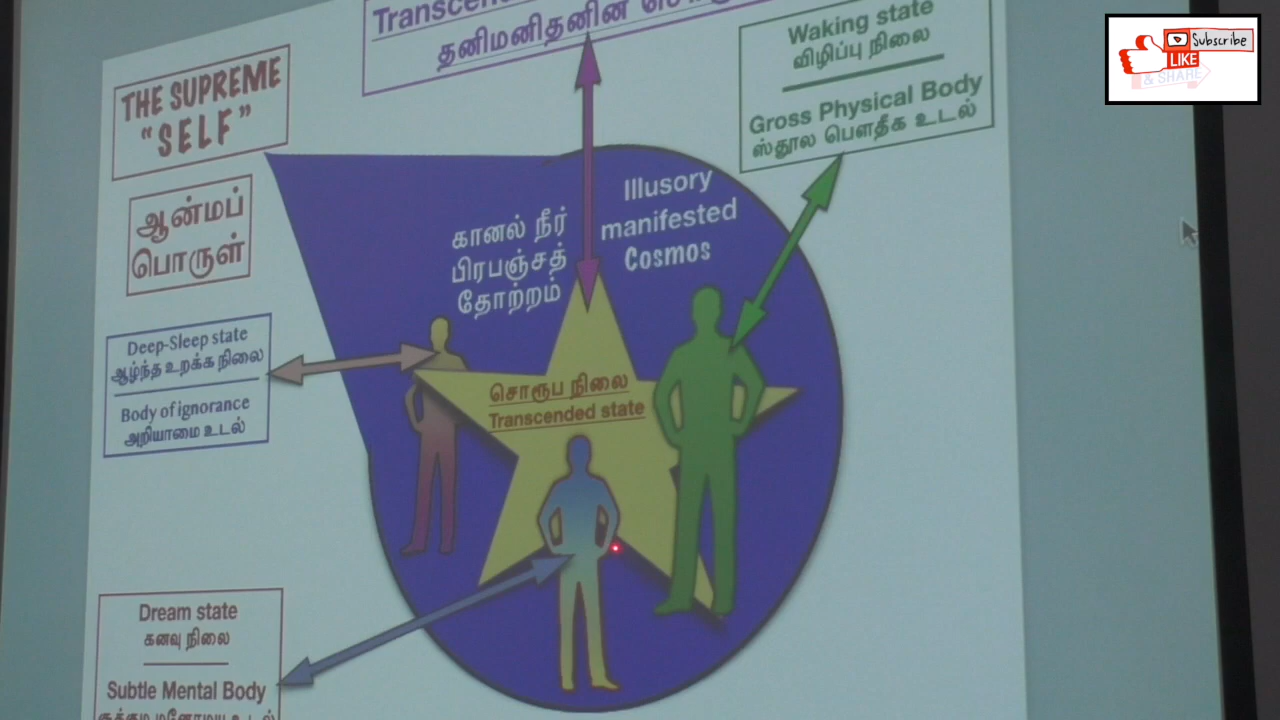 தனிமனிதனின்
Waking state
விழிப்பு நிலை
Gross Physical Body
ஸ்தூல பௌதீக உடல்
Subscribe
LIKE
& SHARE
THE SUPREME
“SELF”
ஆன்மப்
பொருள்
Illusory
manifested
Cosmos
கானல் நீர்
பிரபஞ்சத்
தோற்றம்
Deep-Sleep state
ஆழ்ந்த உறக்க நிலை
Body of ignorance
அறியாமை உடல்
சொரூப நிலை
Transcended state
Dream state
கனவு நிலை
Subtle Mental Body